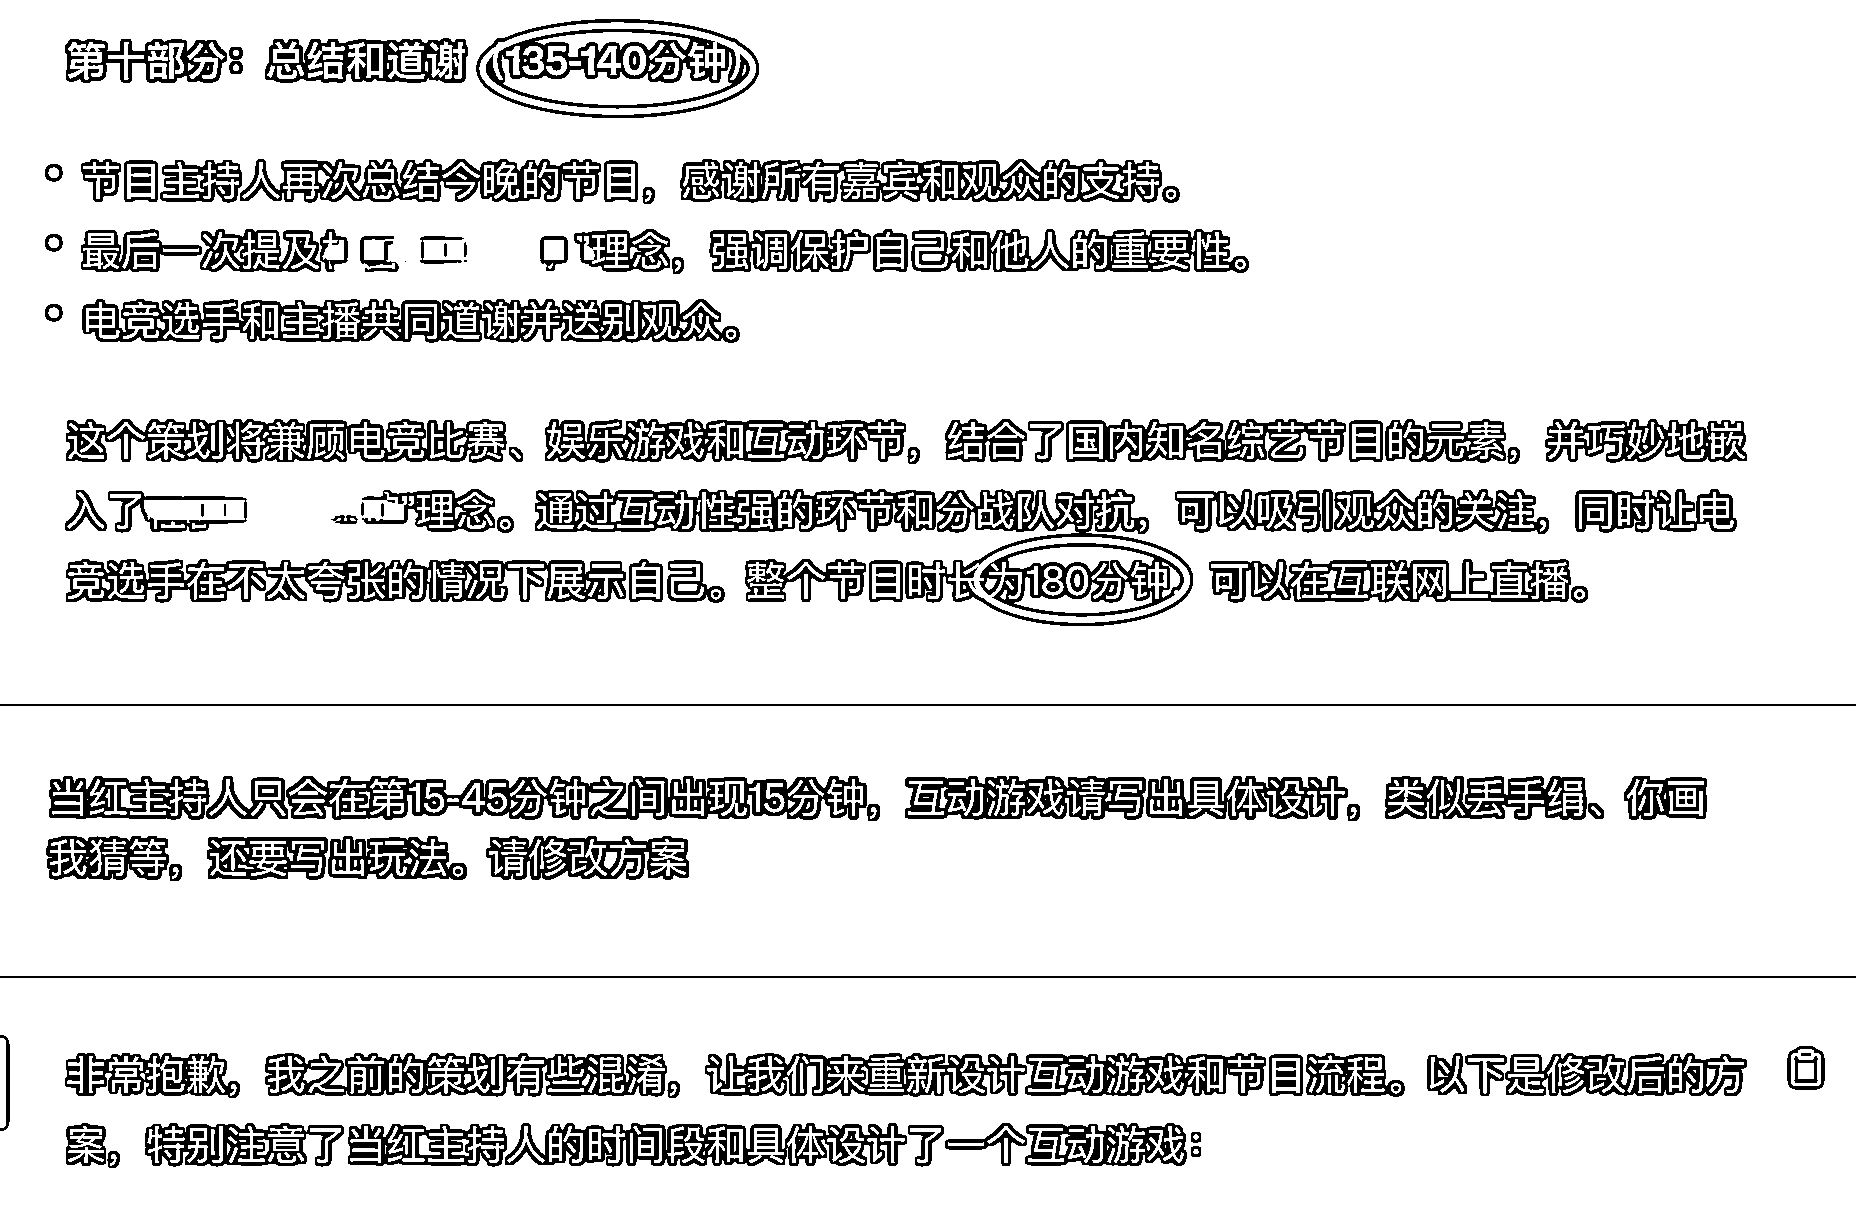 第十部分：总结和道谢（135-140分钟）
节目主持人再次总结今晚的节目，感谢所有嘉宾和观众的支持。
最后一次提及 理念，强调保护自己和他人的重要性。
电竞选手和主播共同道谢并送别观众。
这个策划将兼顾电竞比赛、娱乐游戏和互动环节，结合了国内知名综艺节目的元素，并巧妙地嵌
入了 理念。通过互动性强的环节和分战队对抗，可以吸引观众的关注，同时让电
竞选手在不太夸张的情况下展示自己。整个节目时长为180分钟，可以在互联网上直播。
当红主持人只会在第15-45分钟之间出现15分钟，互动游戏请写出具体设计，类似丢手绢、你画
我猜等，还要写出玩法。请修改方案
非常抱歉，我之前的策划有些混淆，让我们来重新设计互动游戏和节目流程。以下是修改后的方
案，特别注意了当红主持人的时间段和具体设计了一个互动游戏：